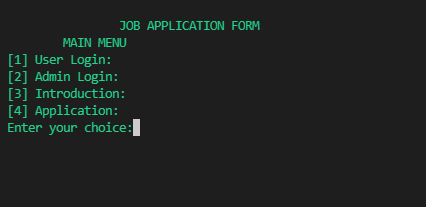 JOB APPLICATION FORM
MAIN MENU
[1] User Login:
[2] Admin Login:
[3] Introduction:
[4] Application:
Enter your choice: